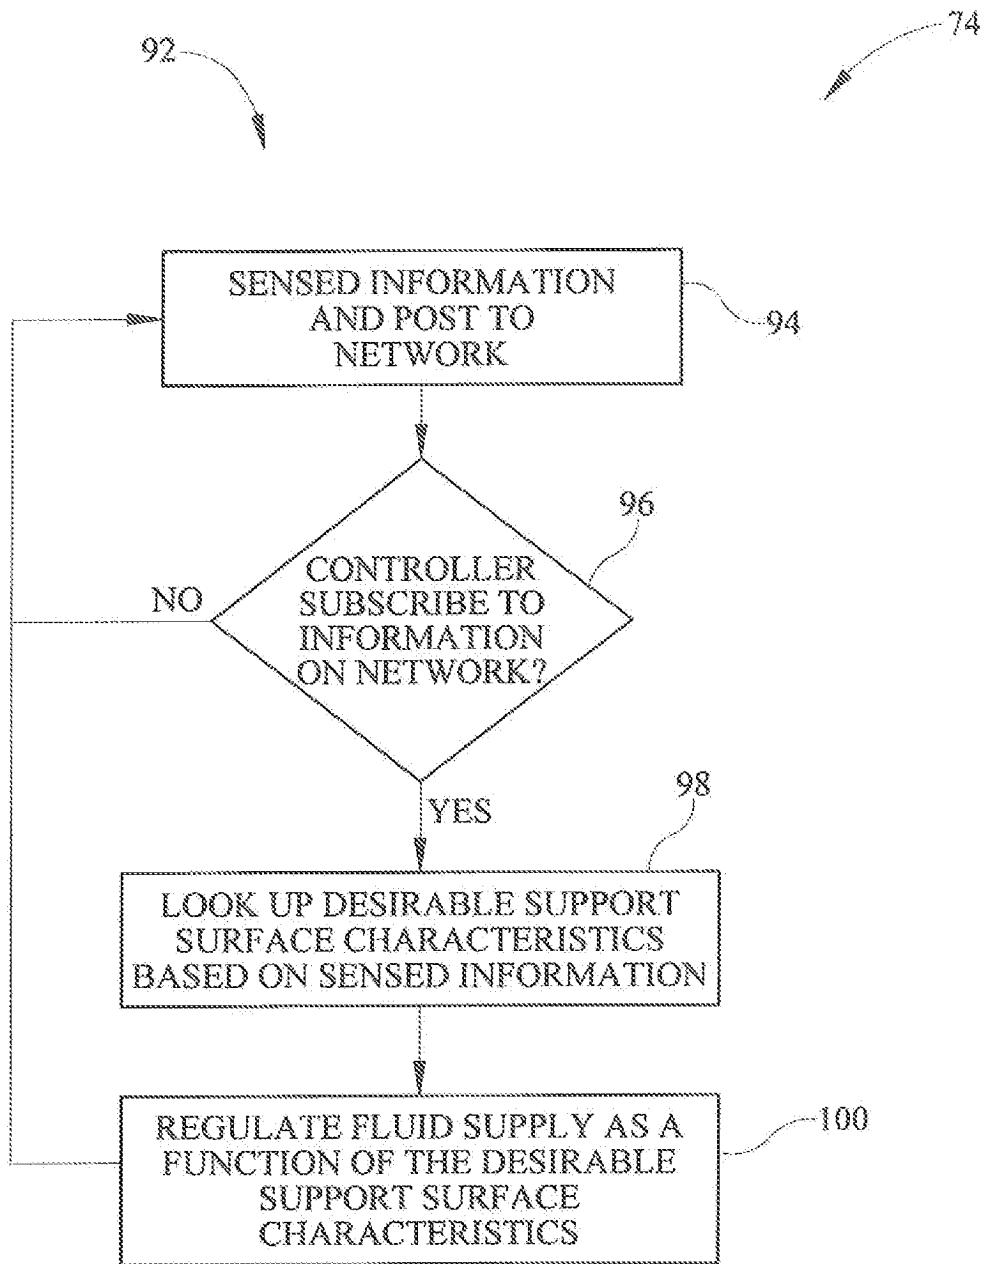 92
74
SENSED INFORMATION
AND POST TO
NETWORK
94
96
CONTROLLER
SUBSCRIBE TO
INFORMATION
ON NETWORK?
NO
YES
98
LOOK UP DESIRABLE SUPPORT
SURFACE CHARACTERISTICS
BASED ON SENSED INFORMATION
REGULATE FLUID SUPPLY AS A
FUNCTION OF THE DESIRABLE
SUPPORT SURFACE
CHARACTERISTICS
100